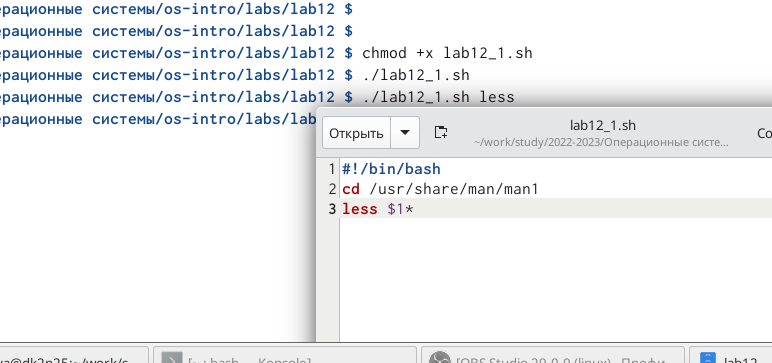 ерационные системы/os-intro/labs/lab12 $
ерационные системы/os-intro/labs/lab12 $
ерационные системы/os-intro/labs/lab12 $ chmod +x lab12_1.sh
ерационные системы/os-intro/labs/lab12 $ ./lab12_1.sh
ерационные системы/os-intro/labs/lab12 $ ./lab12_1.sh less
ерационные системы/os-intro/labs/lab
Открыть
lab12_1.sh
~/work/study/2022-2023/Операционные систе...
Со
1 #!/bin/bash
2 cd /usr/share/man/man1
3 less $1*
va@dk2n25:~/work/s
[~ : bash — Konsole]
[OBS Studio 29.0.0 (linux) - Профи
lab12